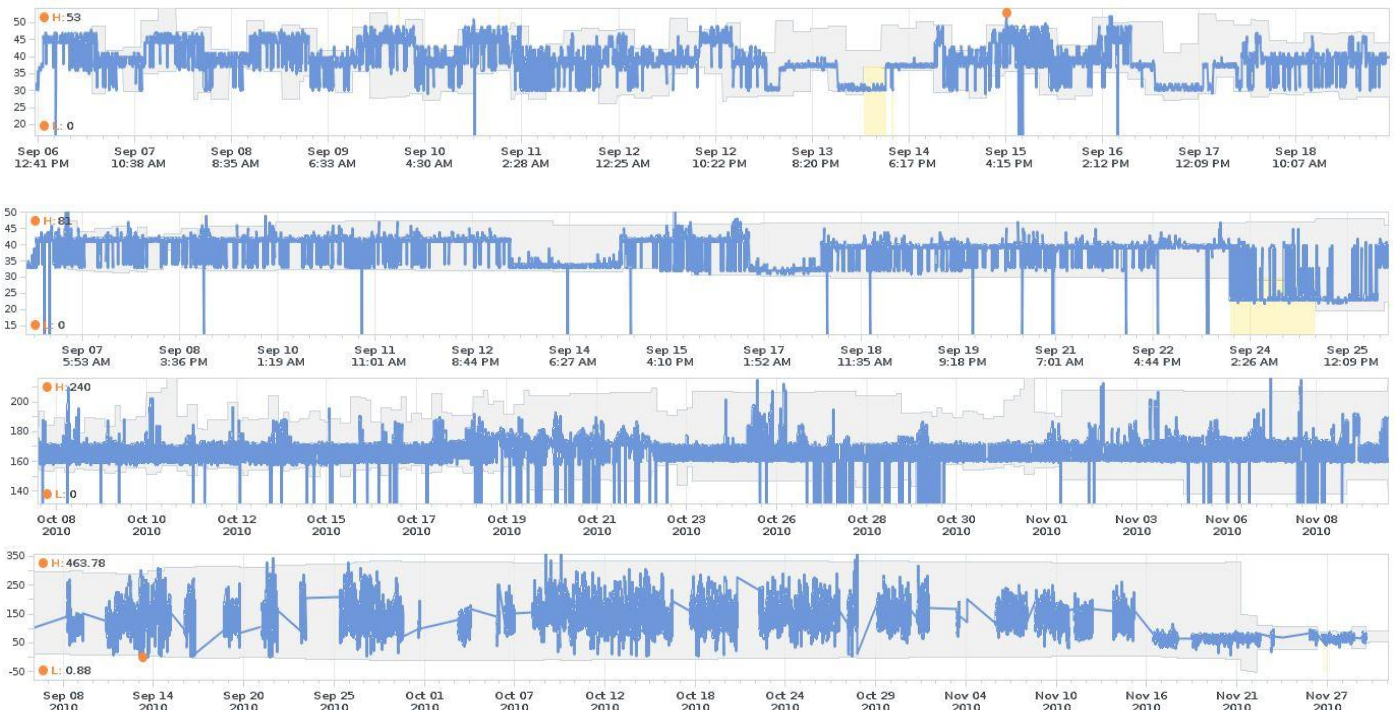 50
H: 53
45
40
35
30
25
20
L: 0
Sep 06 Sep 07 Sep 08 Sep 09 Sep 10 Sep 11 Sep 12 Sep 12 Sep 13 Sep 14 Sep 15 Sep 16 Sep 17 Sep 18
12:41 PM 10:38 AM 8:35 AM 6:33 AM 4:30 AM 2:28 AM 12:25 AM 10:22 PM 8:20 PM 6:17 PM 4:15 PM 2:12 PM 12:09 PM 10:07 AM
50
H: 81
45
40
35
30
25
20
15
L: 0
Sep 07 Sep 08 Sep 10 Sep 11 Sep 12 Sep 14 Sep 15 Sep 17 Sep 18 Sep 19 Sep 21 Sep 22 Sep 24 Sep 25
5:53 AM 3:36 PM 1:19 AM 11:01 AM 8:44 PM 6:27 AM 4:10 PM 1:52 AM 11:35 AM 9:18 PM 7:01 AM 4:44 PM 2:26 AM 12:09 PM
H: 240
200
180
160
140
L: 0
Oct 08 Oct 10 Oct 12 Oct 15 Oct 17 Oct 19 Oct 21 Oct 23 Oct 26 Oct 28 Oct 30 Nov 01 Nov 03 Nov 06 Nov 08
2010 2010 2010 2010 2010 2010 2010 2010 2010 2010 2010 2010 2010 2010 2010
350
H: 463.78
250
150
50
-50
L: 0.88
Sep 08 Sep 14 Sep 20 Sep 25 Oct 01 Oct 07 Oct 12 Oct 18 Oct 24 Oct 29 Nov 04 Nov 10 Nov 16 Nov 21 Nov 27
2010 2010 2010 2010 2010 2010 2010 2010 2010 2010 2010 2010 2010 2010 2010